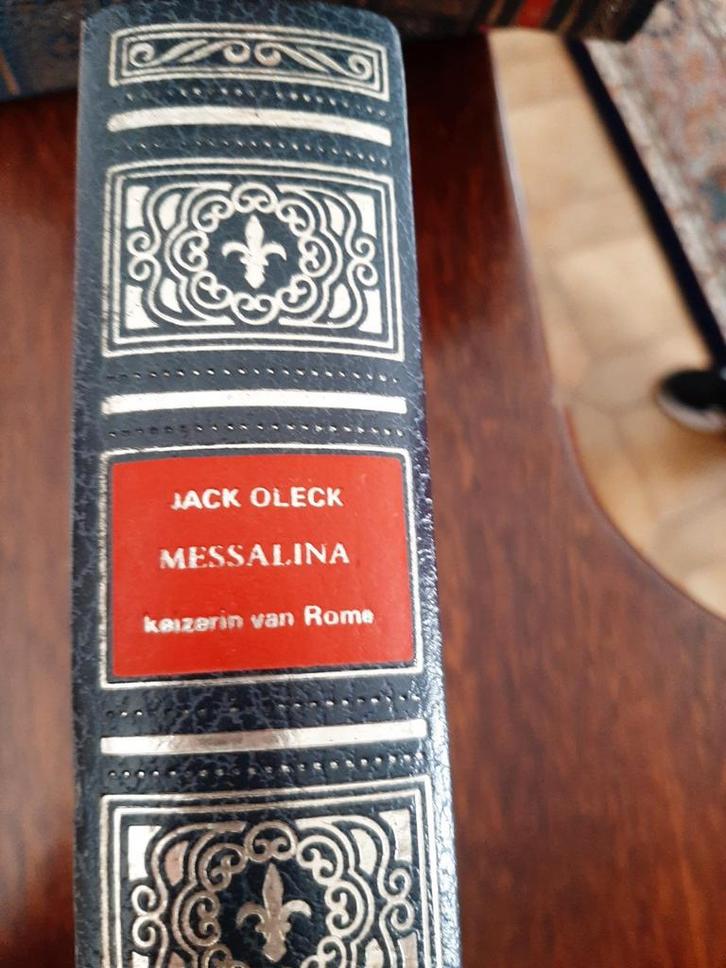 JACK OLECK
MESSALINA
keizerin van Rome